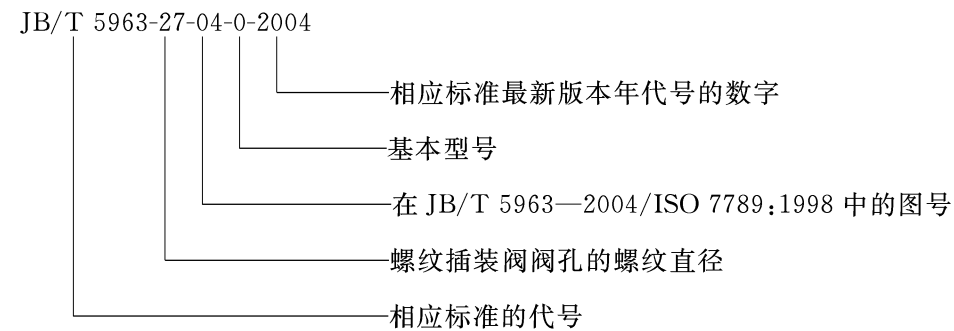 JB/T 5963-27-04-0-2004
相应标准最新版本年代号的数字
基本型号
在 JB/T 5963—2004/ISO 7789:1998 中的图号
螺纹插装阀阀孔的螺纹直径
相应标准的代号